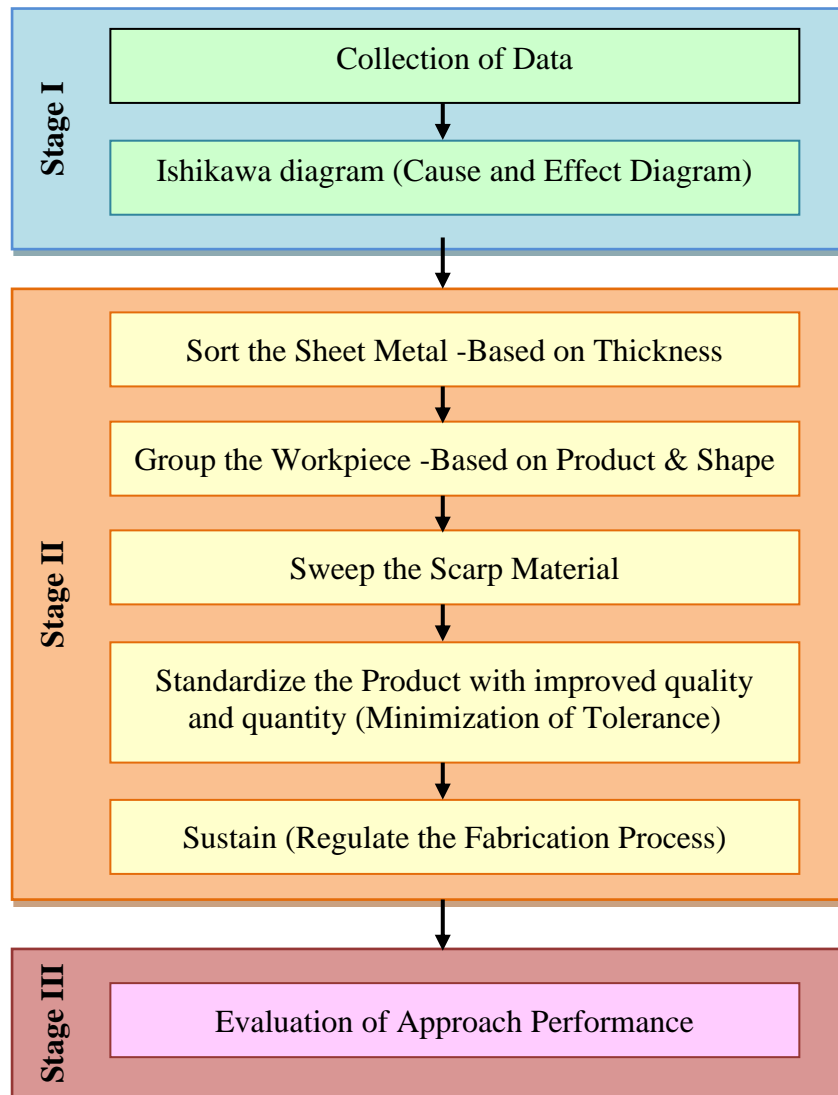 Stage I
Collection of Data
Ishikawa diagram (Cause and Effect Diagram)
Stage II
Sort the Sheet Metal -Based on Thickness
Group the Workpiece -Based on Product & Shape
Sweep the Scarp Material
Standardize the Product with improved quality
and quantity (Minimization of Tolerance)
Sustain (Regulate the Fabrication Process)
Stage III
Evaluation of Approach Performance